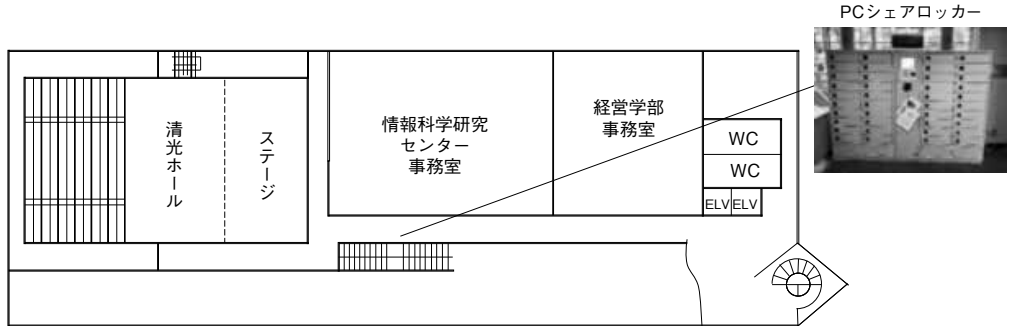 PCシェアロッカー
清光ホール
ステージ
情報科学研究
センター
事務室
経営学部
事務室
WC
WC
ELV
ELV